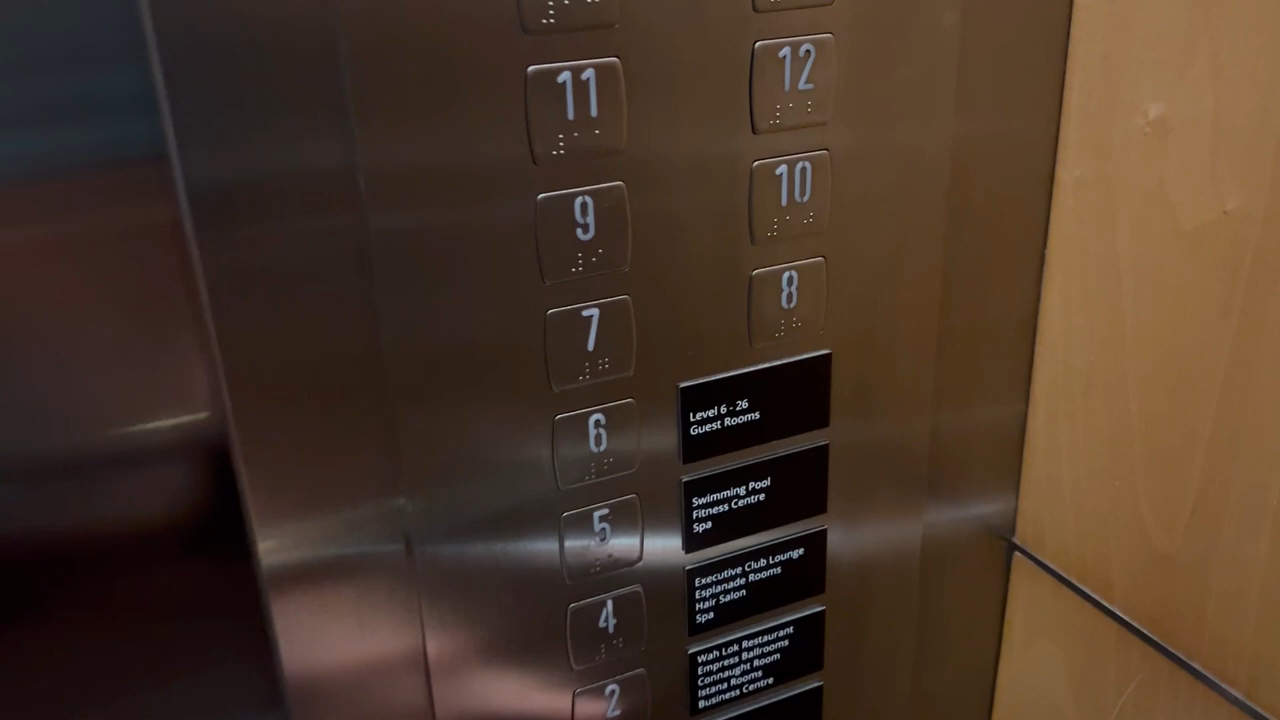 11
12
9
10
7
8
6
Level 6 - 26
Guest Rooms
5
Swimming Pool
Fitness Centre
Spa
4
Executive Club Lounge
Esplanade Rooms
Hair Salon
Spa
2
Wah Lok Restaurant
Empress Ballrooms
Connaught Room
Istana Rooms
Business Centre